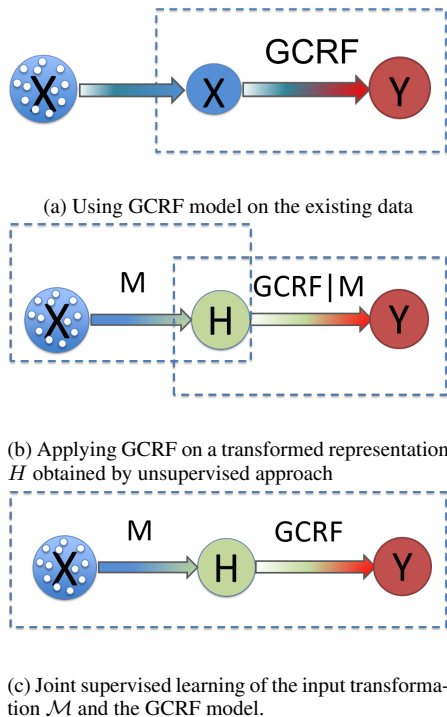 GCRF
X X Y
(a) Using GCRF model on the existing data
M GCRF|M
X H Y
(b) Applying GCRF on a transformed representation
H obtained by unsupervised approach
M GCRF
X H Y
(c) Joint supervised learning of the input transforma-
tion M and the GCRF model.